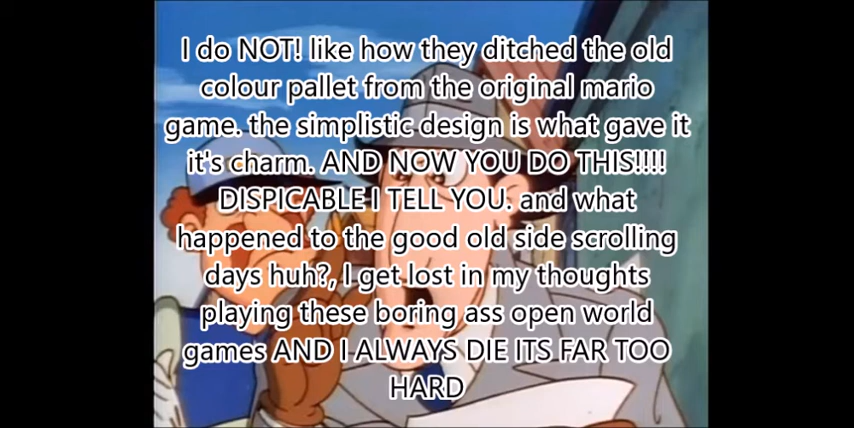 I do NOT! like how they ditched the old
colour pallet from the original mario
game. the simplistic design is what gave it
it's charm. AND NOW YOU DO THIS!!!!
DISPICABLE I TELL YOU. and what
happened to the good old side scrolling
days huh?, I get lost in my thoughts
playing these boring ass open world
games AND I ALWAYS DIE ITS FAR TOO
HARD